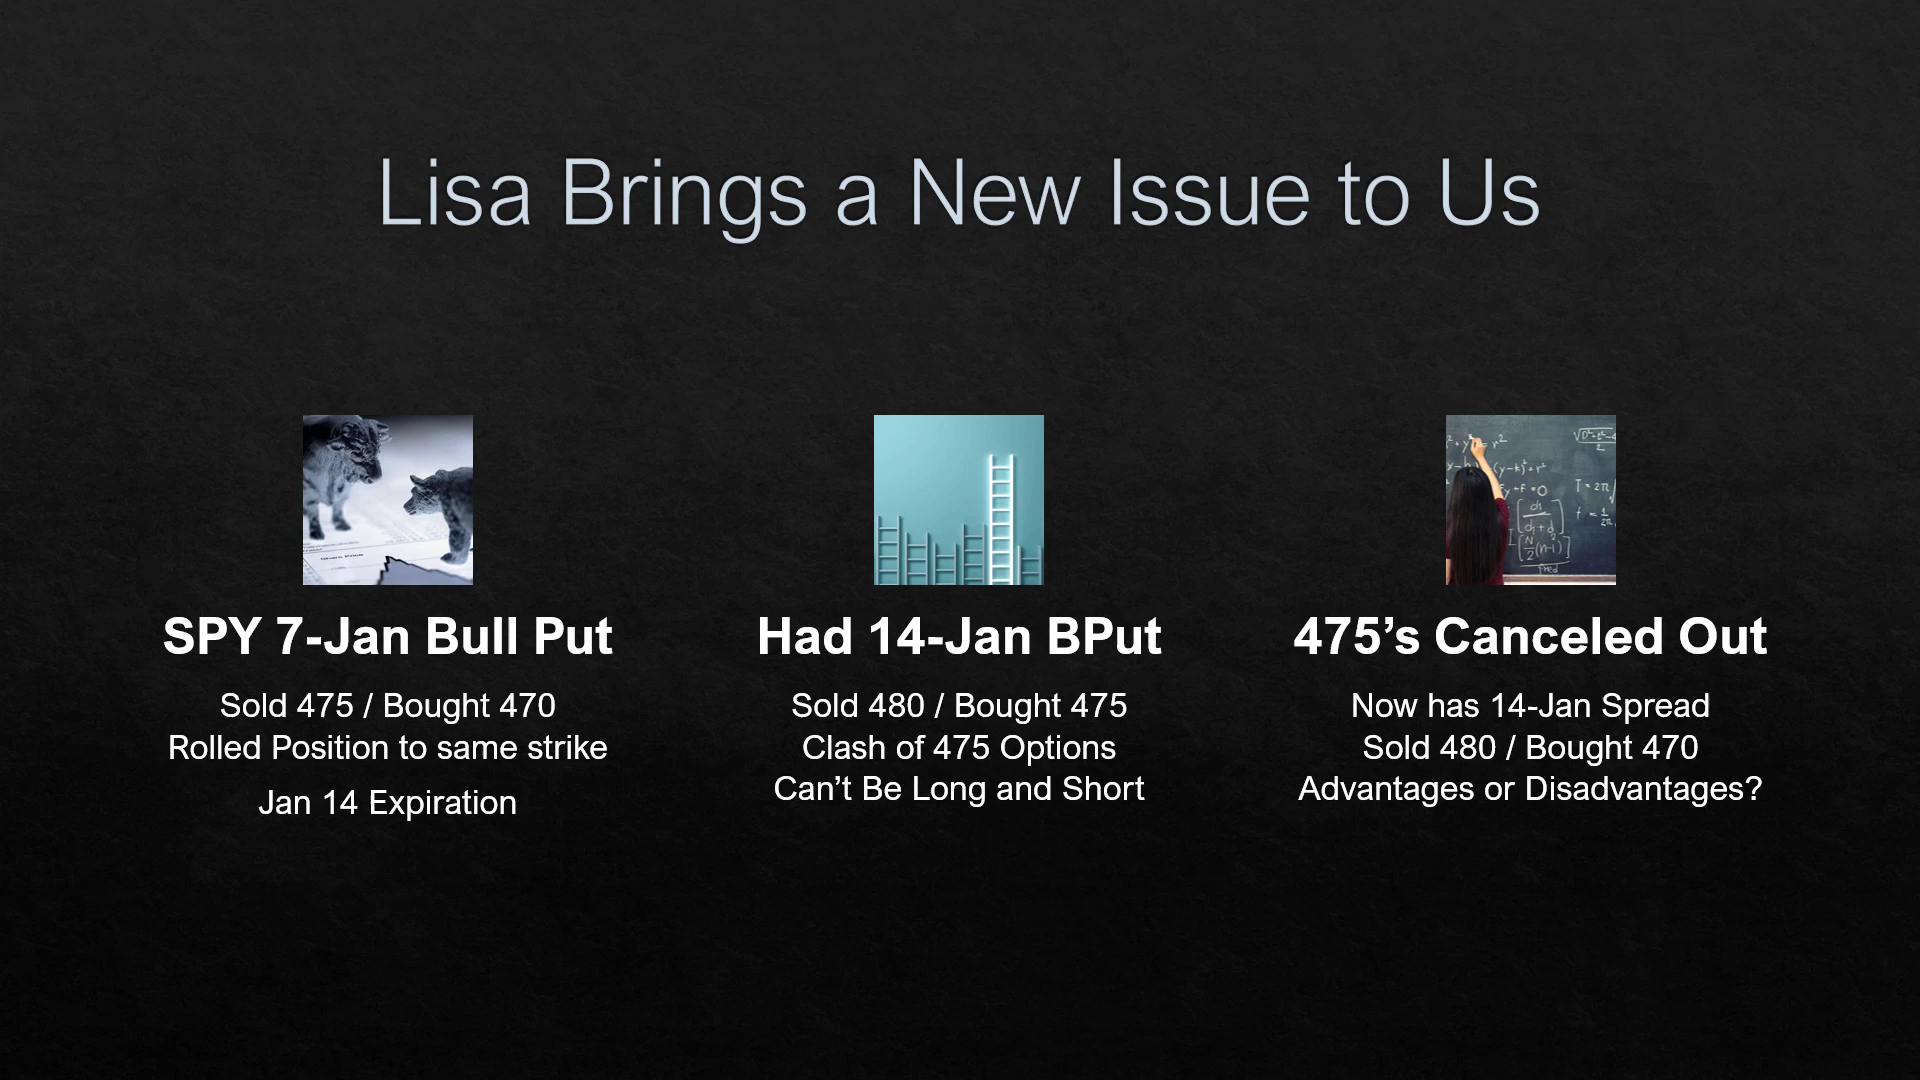 Lisa Brings a New Issue to Us
SPY 7-Jan Bull Put
Sold 475 / Bought 470
Rolled Position to same strike
Jan 14 Expiration
Had 14-Jan BPut
Sold 480 / Bought 475
Clash of 475 Options
Can’t Be Long and Short
475’s Canceled Out
Now has 14-Jan Spread
Sold 480 / Bought 470
Advantages or Disadvantages?